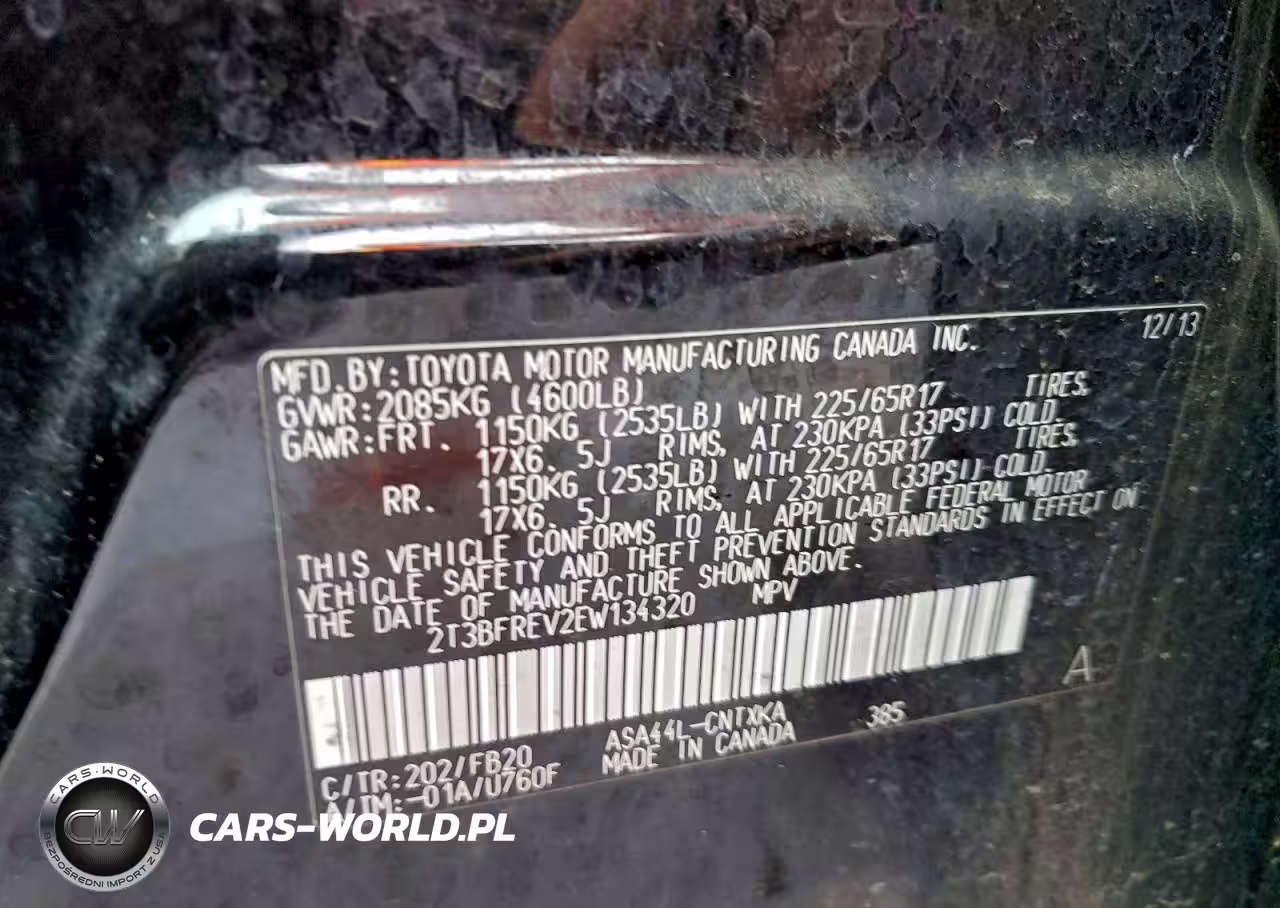 MFD. BY: TOYOTA MOTOR MANUFACTURING CANADA INC. 12/13
GVWR: 2085KG (4600LB)
GAWR: FRT. 1150KG (2535LB) WITH 225/65R17 TIRES,
17X6. 5J RIMS, AT 230KPA (33PSI) COLD.
RR. 1150KG (2535LB) WITH 225/65R17 TIRES,
17X6. 5J RIMS, AT 230KPA (33PSI) COLD.
THIS VEHICLE CONFORMS TO ALL APPLICABLE FEDERAL MOTOR
VEHICLE SAFETY AND THEFT PREVENTION STANDARDS IN EFFECT ON
THE DATE OF MANUFACTURE SHOWN ABOVE.
2T3BFREV2EW134320 MPV
A
C/TR: 202/FB20 ASA44L-CNTXKA 385
A/TM: -01A/U760F MADE IN CANADA
CARS-WORLD
CW
BEZPOŚREDNI IMPORT Z USA
CARS-WORLD.PL